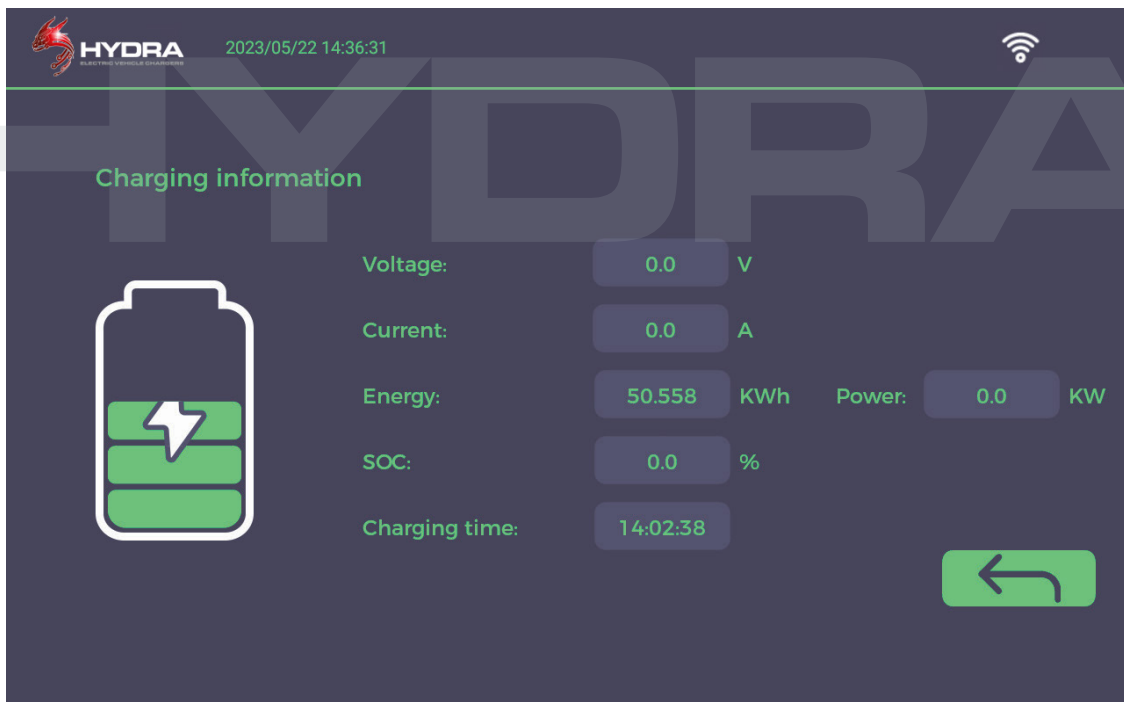 HYDRA
ELECTRIC VEHICLE CHARGERS
2023/05/22 14:36:31
HYDRA
Charging information
Voltage: 0.0 V
Current: 0.0 A
Energy: 50.558 KWh Power: 0.0 KW
SOC: 0.0 %
Charging time: 14:02:38